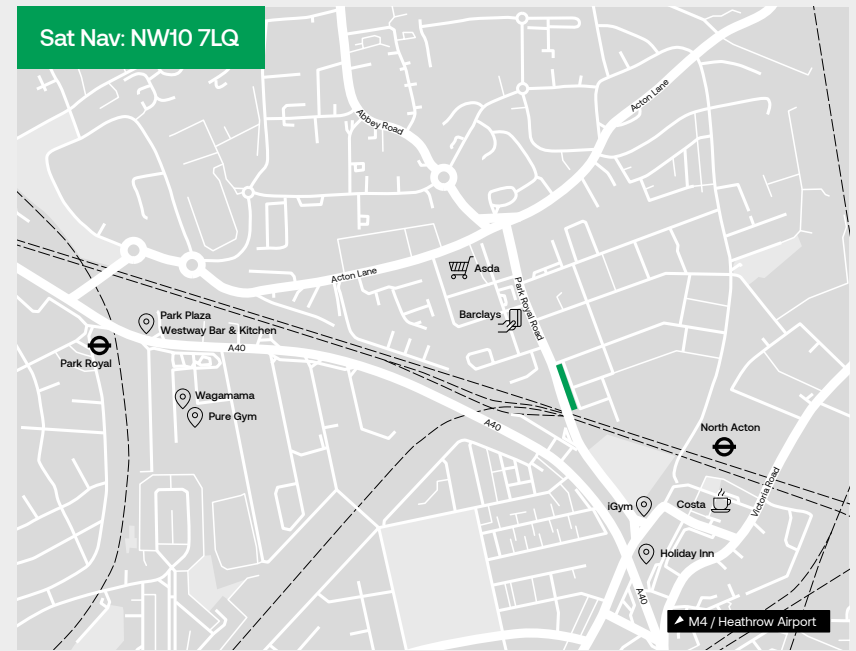 Sat Nav: NW10 7LQ
Abbey Road
Acton Lane
Acton Lane
Asda
Park Royal Road
Barclays
Park Plaza
Westway Bar & Kitchen
A40
Park Royal
Wagamama
Pure Gym
A40
North Acton
Victoria Road
iGym
Costa
Holiday Inn
A40
M4 / Heathrow Airport